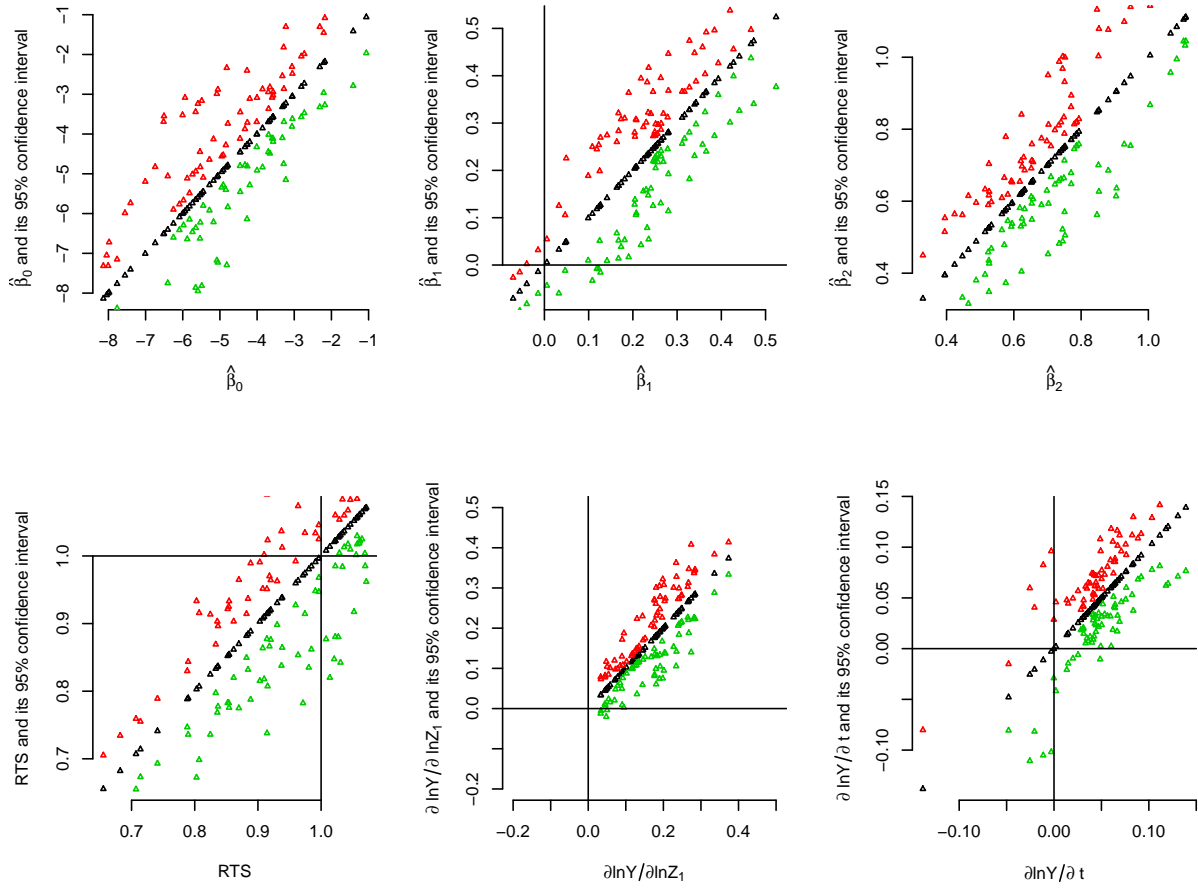 β̂0 and its 95% confidence interval
−1
−2
−3
−4
−5
−6
−7
−8
−8 −7 −6 −5 −4 −3 −2 −1
β̂0
β̂1 and its 95% confidence interval
0.5
0.4
0.3
0.2
0.1
0.0
0.0 0.1 0.2 0.3 0.4 0.5
β̂1
β̂2 and its 95% confidence interval
1.0
0.8
0.6
0.4
0.4 0.6 0.8 1.0
β̂2
RTS and its 95% confidence interval
1.0
0.9
0.8
0.7
0.7 0.8 0.9 1.0
RTS
∂ lnY/∂ lnZ1 and its 95% confidence interval
0.5
0.4
0.3
0.2
0.1
0.0
−0.2
−0.2 0.0 0.2 0.4
∂lnY/∂lnZ1
∂ lnY/∂ t and its 95% confidence interval
0.15
0.10
0.05
0.00
−0.10
−0.10 0.00 0.05 0.10
∂lnY/∂ t